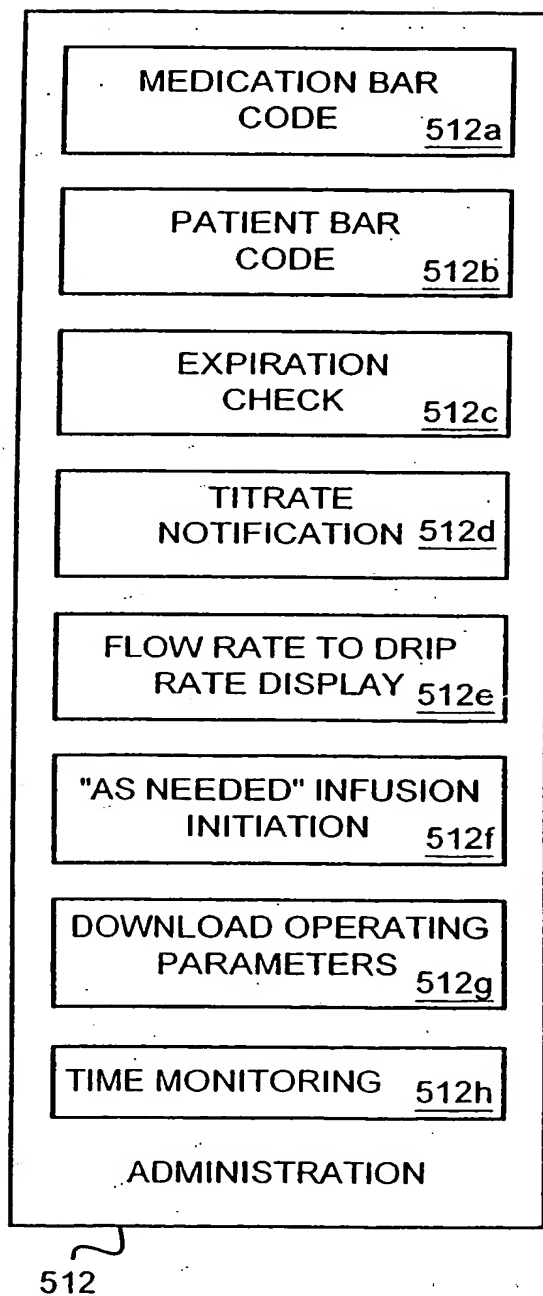 MEDICATION BAR
CODE 512a
PATIENT BAR
CODE 512b
EXPIRATION
CHECK 512c
TITRATE
NOTIFICATION 512d
FLOW RATE TO DRIP
RATE DISPLAY 512e
"AS NEEDED" INFUSION
INITIATION 512f
DOWNLOAD OPERATING
PARAMETERS 512g
TIME MONITORING 512h
ADMINISTRATION
512